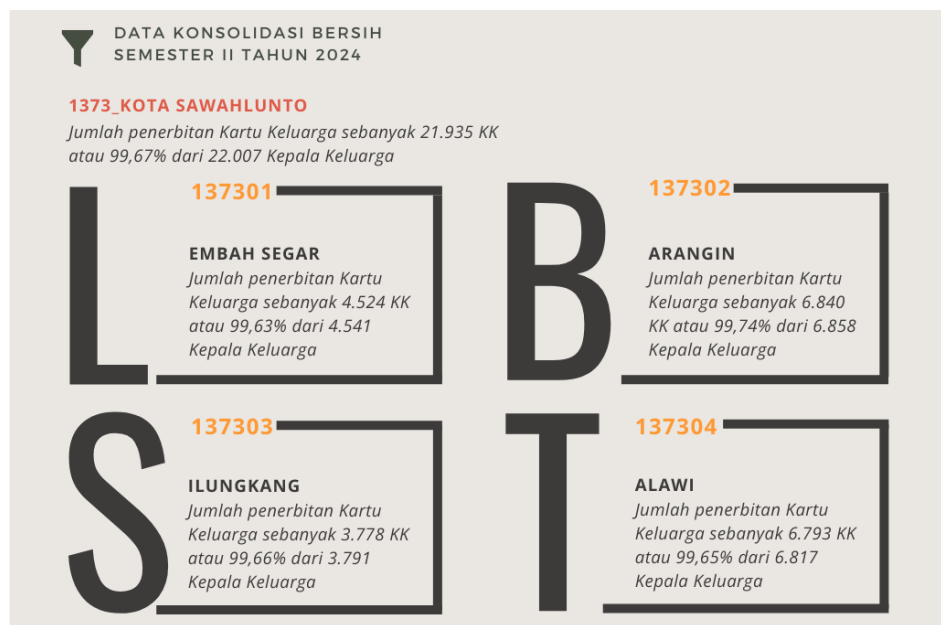 DATA KONSOLIDASI BERSIH
SEMESTER II TAHUN 2024
1373_KOTA SAWAHLUNTO
Jumlah penerbitan Kartu Keluarga sebanyak 21.935 KK
atau 99,67% dari 22.007 Kepala Keluarga
137301
L
EMBAH SEGAR
Jumlah penerbitan Kartu
Keluarga sebanyak 4.524 KK
atau 99,63% dari 4.541
Kepala Keluarga
137302
B
ARANGIN
Jumlah penerbitan Kartu
Keluarga sebanyak 6.840
KK atau 99,74% dari 6.858
Kepala Keluarga
137303
S
ILUNGKANG
Jumlah penerbitan Kartu
Keluarga sebanyak 3.778 KK
atau 99,66% dari 3.791
Kepala Keluarga
137304
T
ALAWI
Jumlah penerbitan Kartu
Keluarga sebanyak 6.793 KK
atau 99,65% dari 6.817
Kepala Keluarga